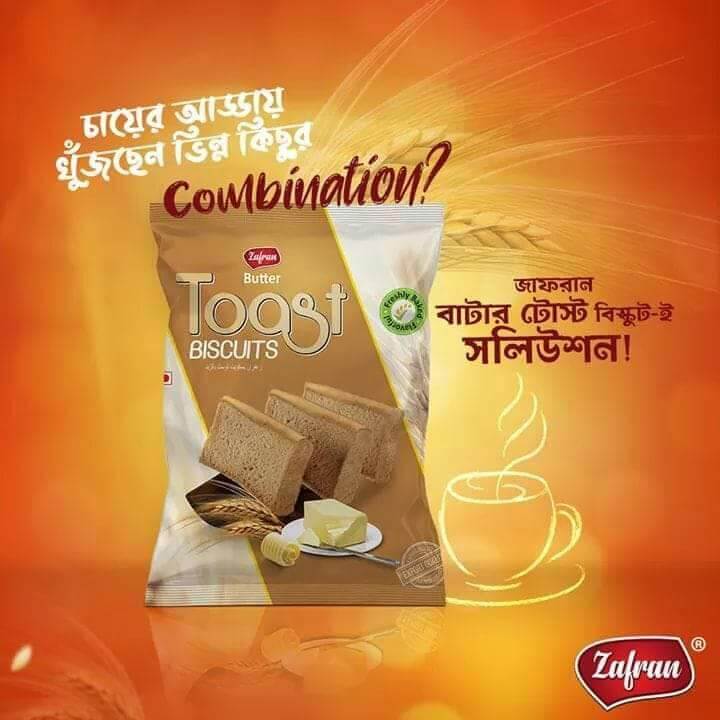 চায়ের আড্ডায়
খুঁজছেন ভিন্ন কিছুর
Combination?
Zafran
Butter
Toast
BISCUITS
Freshly Baked
Flavorful
জাফরান
বাটার টোস্ট বিস্কুট-ই
সলিউশন!
Zafran®